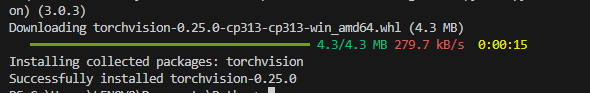 on) (3.0.3)
Downloading torchvision-0.25.0-cp313-cp313-win_amd64.whl (4.3 MB)
4.3/4.3 MB 279.7 kB/s 0:00:15
Installing collected packages: torchvision
Successfully installed torchvision-0.25.0